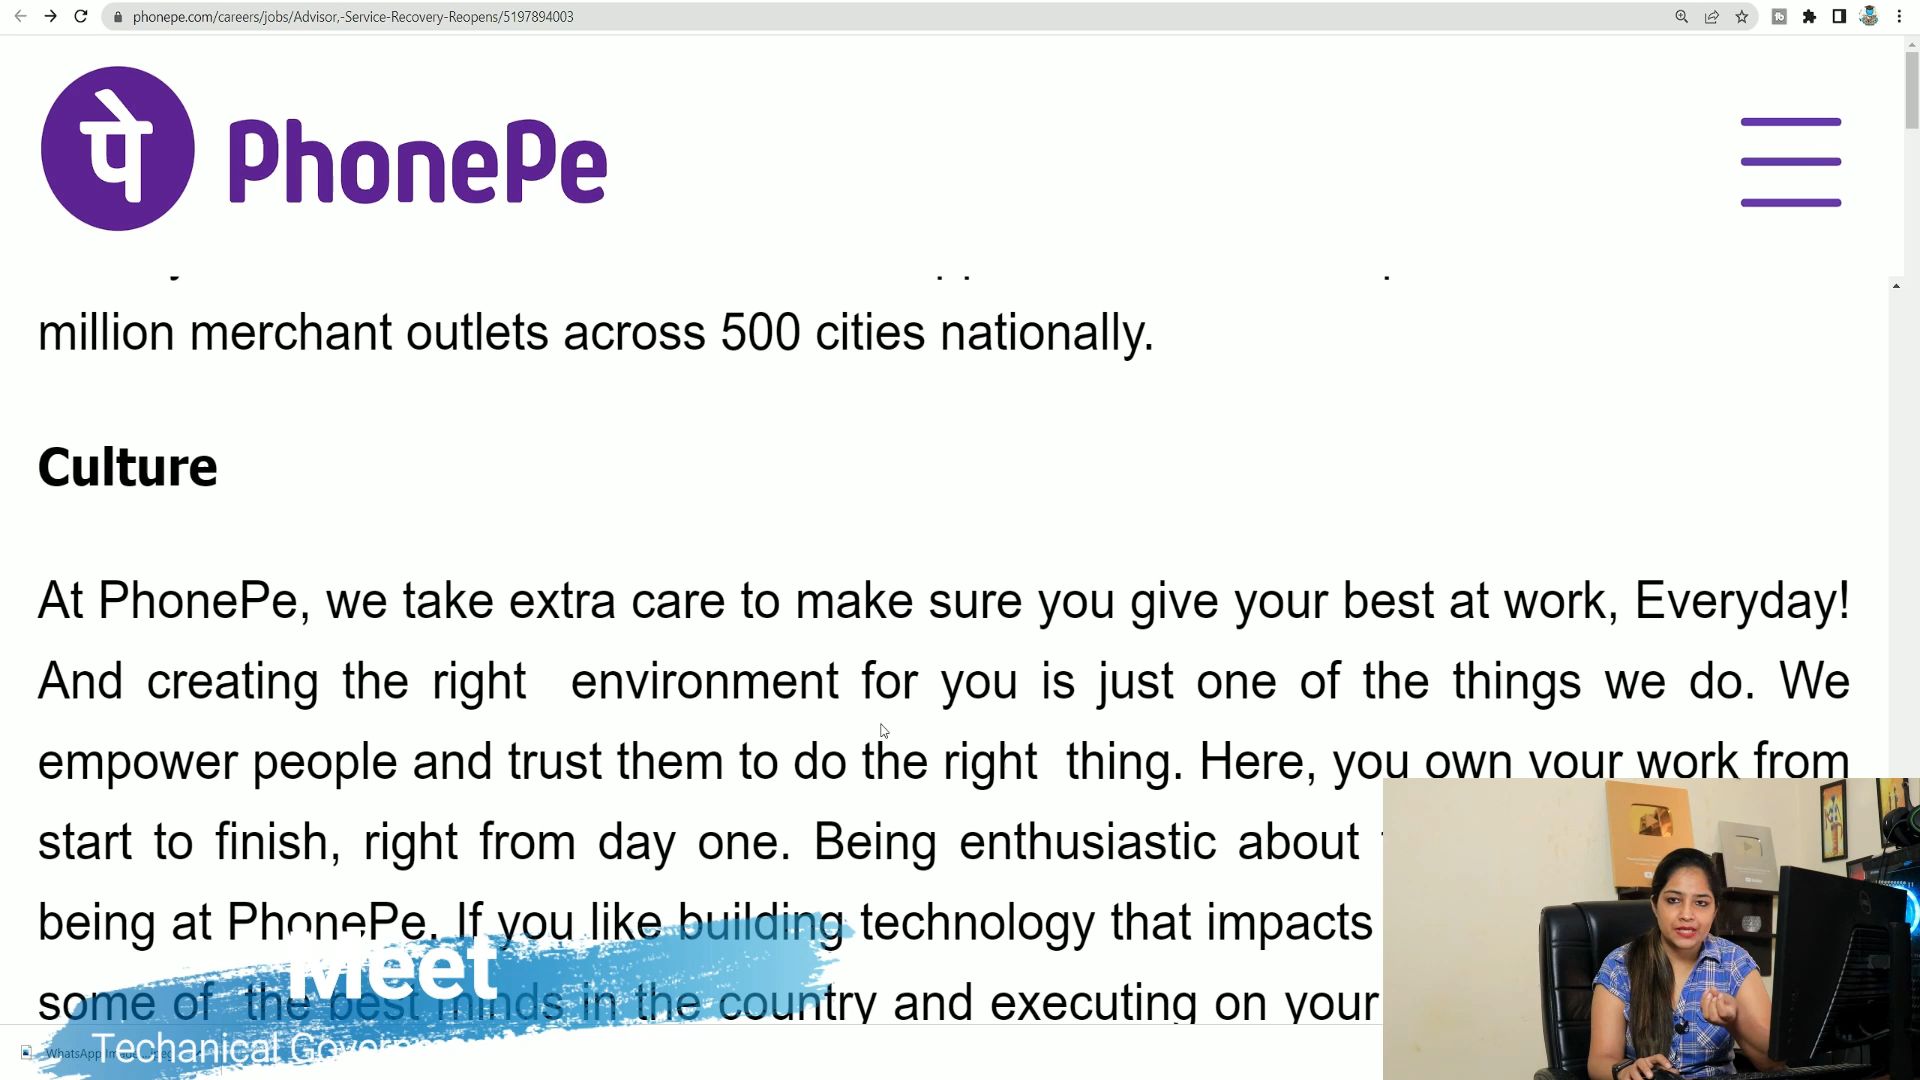 phonepe.com/careers/jobs/Advisor,-Service-Recovery-Reopens/5197894003
पे PhonePe
million merchant outlets across 500 cities nationally.
Culture
At PhonePe, we take extra care to make sure you give your best at work, Everyday!
And creating the right environment for you is just one of the things we do. We
empower people and trust them to do the right thing. Here, you own your work from
start to finish, right from day one. Being enthusiastic about
being at PhonePe. If you like building technology that impacts
some of the best minds in the country and executing on your
Meet
Techanical
WhatsApp